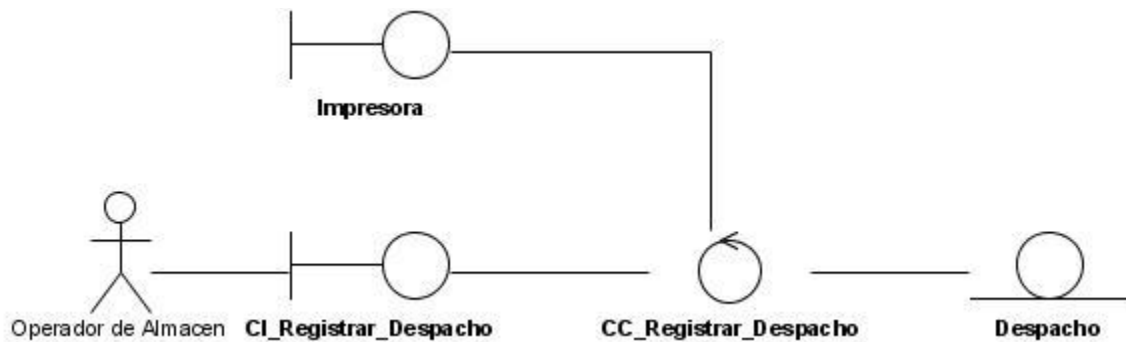 Impresora
Operador de Almacen
CI_Registrar_Despacho
CC_Registrar_Despacho
Despacho